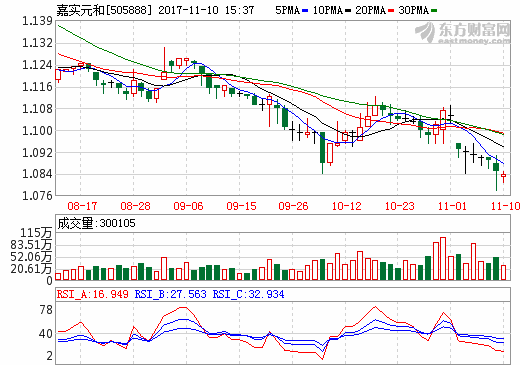 嘉实元和[505888] 2017-11-10 15:37 5PMA 10PMA 20PMA 30PMA
东方财富网
eastmoney.com
1.139
1.132
1.124
1.116
1.108
1.100
1.092
1.084
1.076
08-17 08-28 09-06 09-15 09-26 10-12 10-23 11-01 11-10
成交量:300105
115万
83.51万
52.06万
20.61万
0
RSI_A:16.949 RSI_B:27.563 RSI_C:32.934
78
40
2